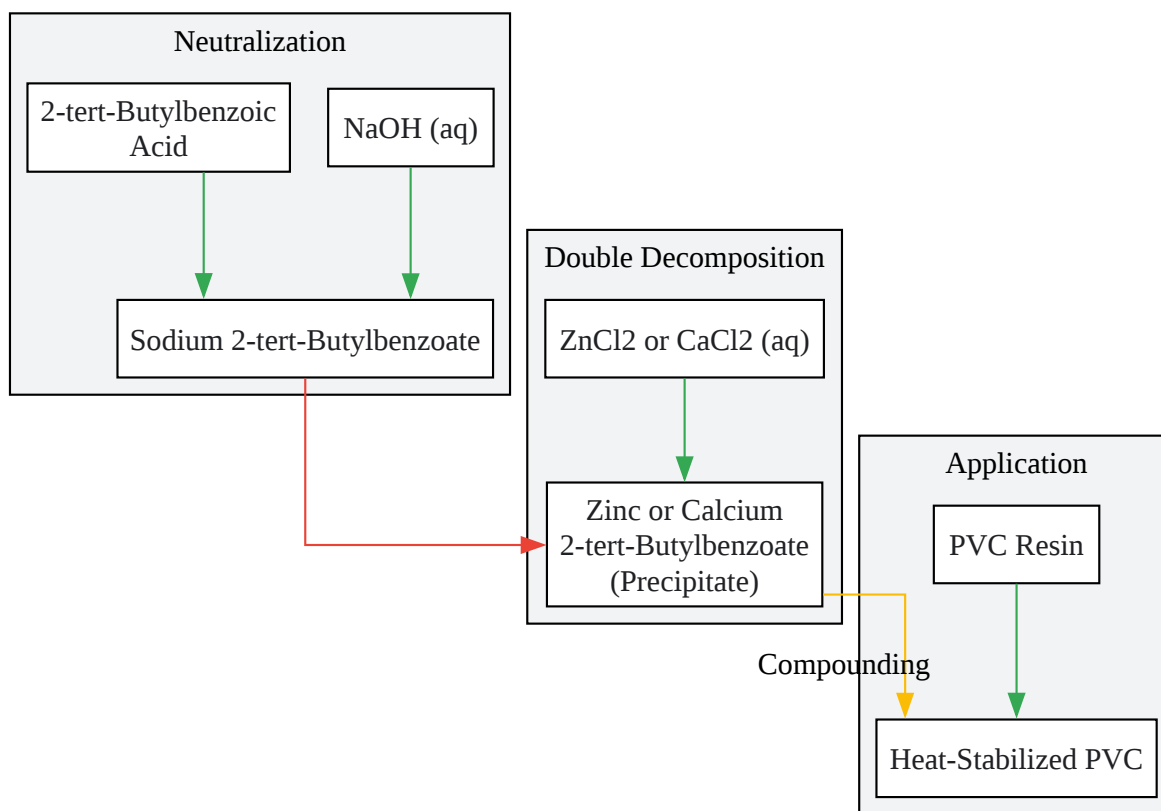 Neutralization
2-tert-Butylbenzoic
Acid
NaOH (aq)
Sodium 2-tert-Butylbenzoate
Double Decomposition
ZnCl2 or CaCl2 (aq)
Zinc or Calcium
2-tert-Butylbenzoate
(Precipitate)
Application
PVC Resin
Compounding
Heat-Stabilized PVC